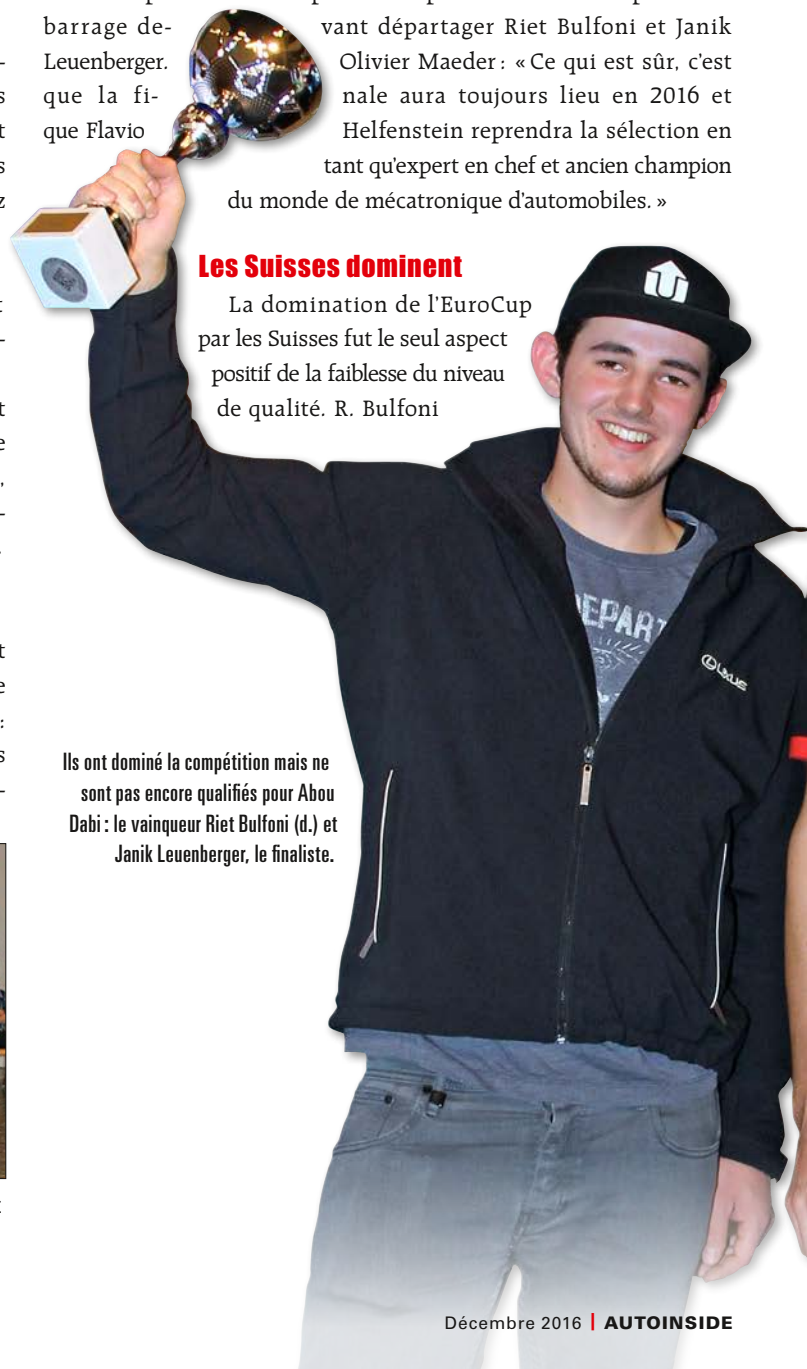 barrage de-
vant départager Riet Bulfoni et Janik
Leuenberger.
Olivier Maeder : « Ce qui est sûr, c'est
que la fi-
nale aura toujours lieu en 2016 et
que Flavio
Helfenstein reprendra la sélection en
tant qu'expert en chef et ancien champion
du monde de mécatronique d'automobiles. »
Les Suisses dominent
La domination de l'EuroCup
par les Suisses fut le seul aspect
positif de la faiblesse du niveau
de qualité. R. Bulfoni
Ils ont dominé la compétition mais ne
sont pas encore qualifiés pour Abou
Dabi : le vainqueur Riet Bulfoni (d.) et
Janik Leuenberger, le finaliste.
EPART
LEXUS
Décembre 2016 | AUTOINSIDE